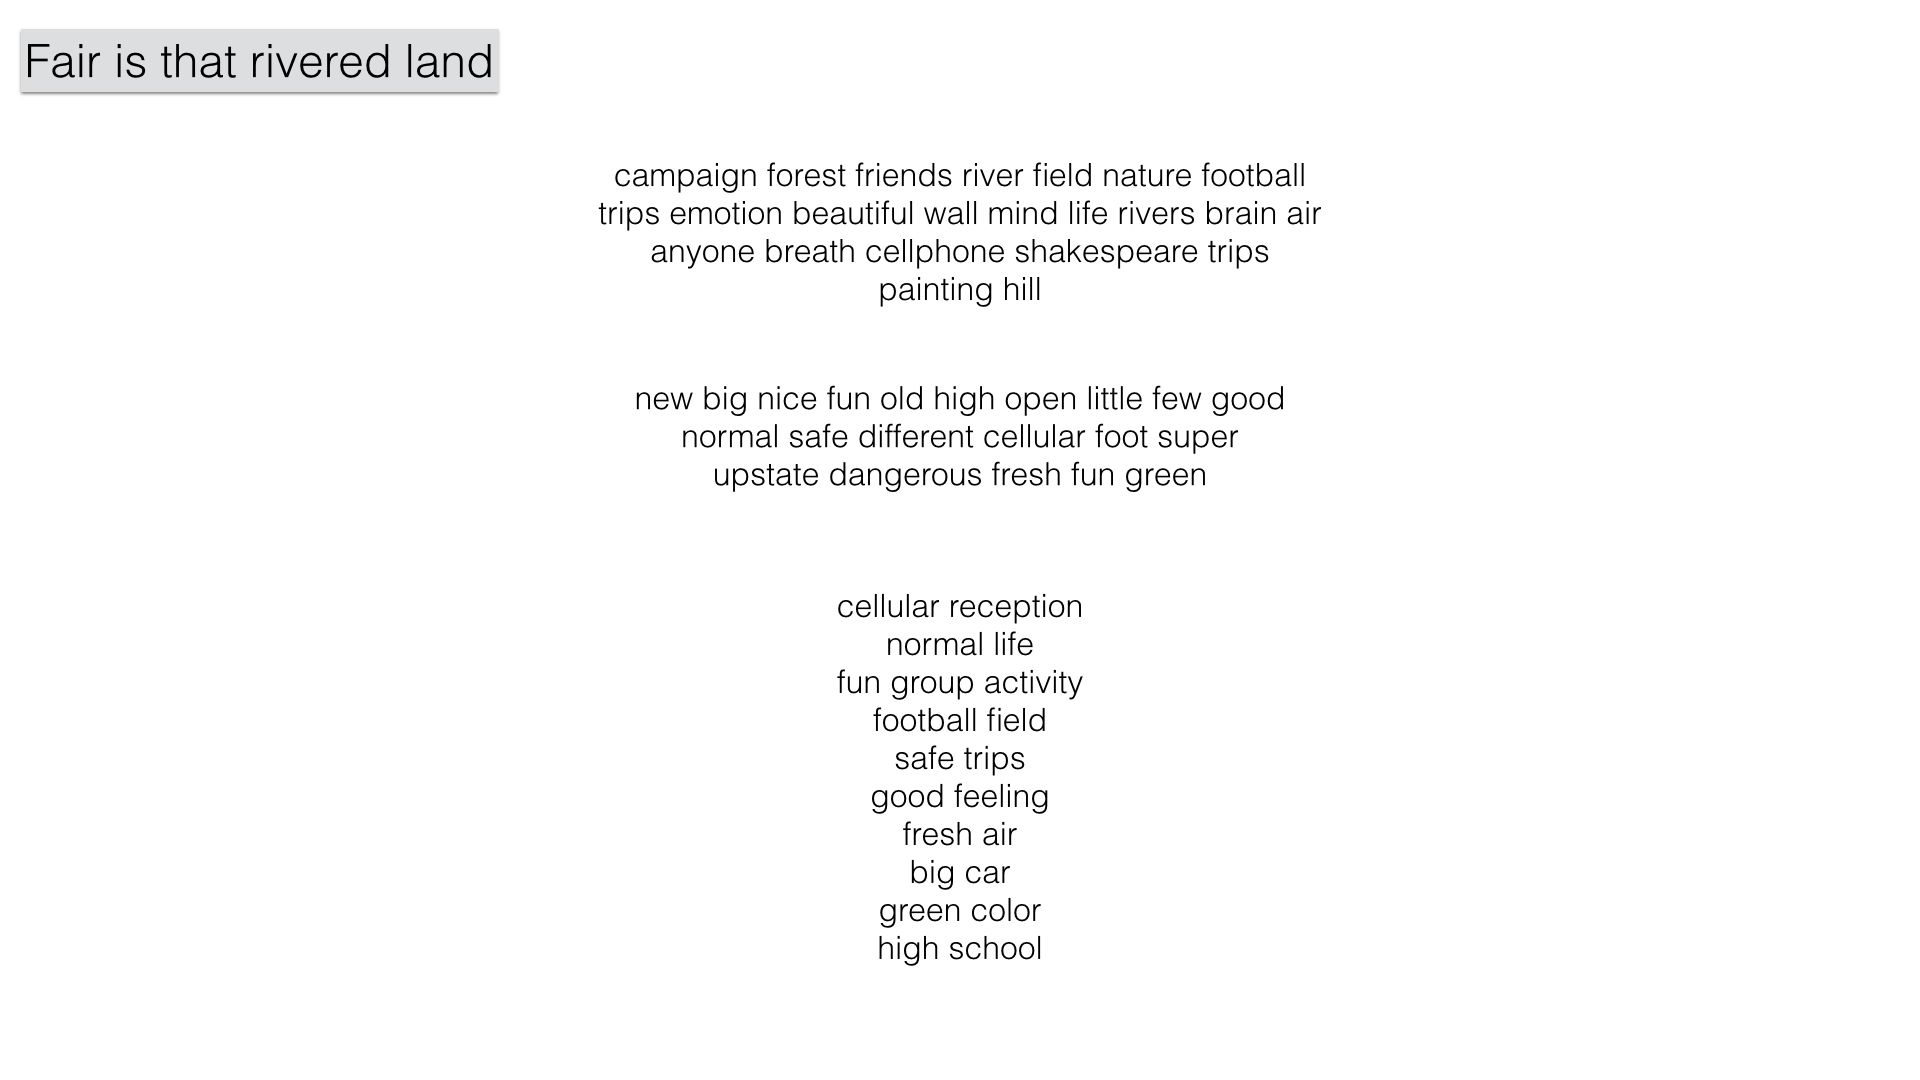 Fair is that rivered land
campaign forest friends river field nature football
trips emotion beautiful wall mind life rivers brain air
anyone breath cellphone shakespeare trips
painting hill
new big nice fun old high open little few good
normal safe different cellular foot super
upstate dangerous fresh fun green
cellular reception
normal life
fun group activity
football field
safe trips
good feeling
fresh air
big car
green color
high school